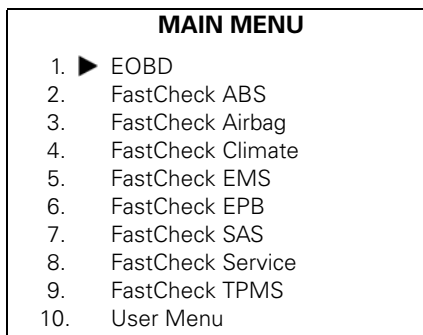 MAIN MENU
1. ▶ EOBD
2. FastCheck ABS
3. FastCheck Airbag
4. FastCheck Climate
5. FastCheck EMS
6. FastCheck EPB
7. FastCheck SAS
8. FastCheck Service
9. FastCheck TPMS
10. User Menu